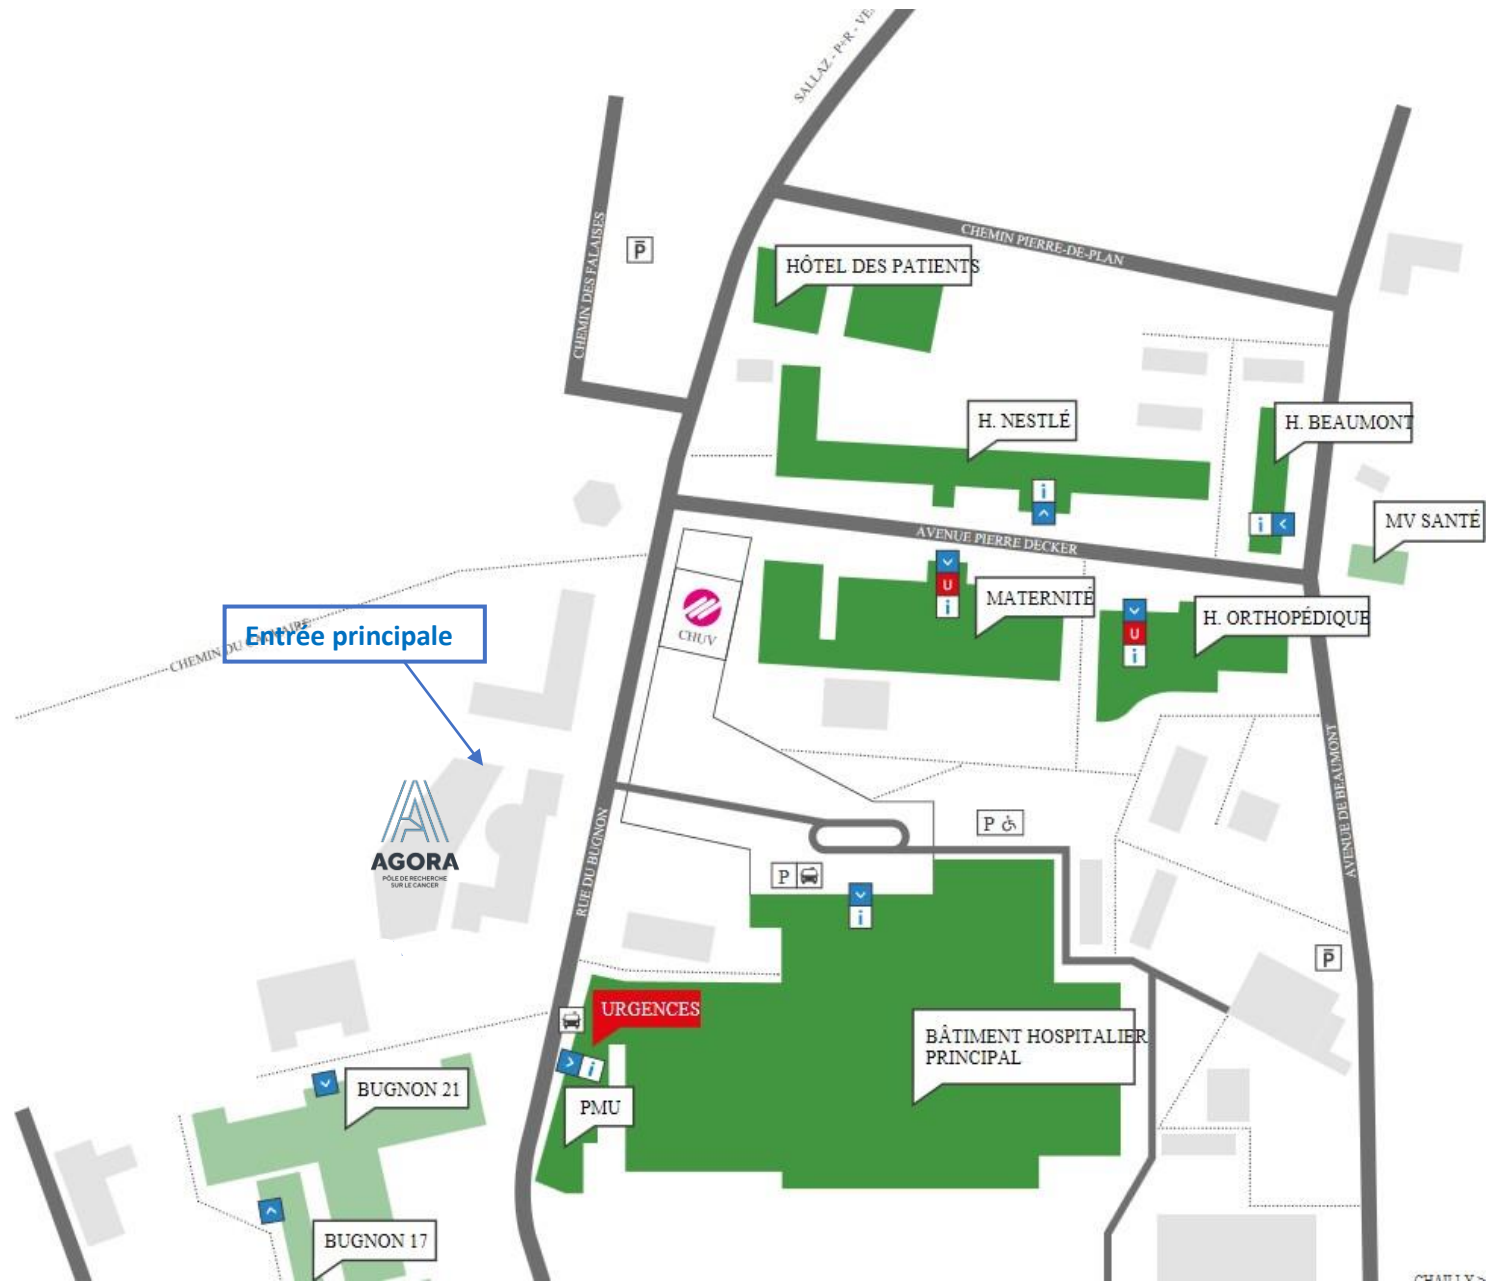 SALLAZ - P+R - VE
CHEMIN DES FALAISES
P
CHEMIN PIERRE-DE-PLAN
HÔTEL DES PATIENTS
H. NESTLÉ
H. BEAUMONT
i
i
MV SANTÉ
AVENUE PIERRE DECKER
U
i
MATERNITÉ
U
i
H. ORTHOPÉDIQUE
CHUV
Entrée principale
CHEMIN DU
AGORA
PÔLE DE RECHERCHE
SUR LE CANCER
RUE DU BUGNON
AVENUE DE BEAUMONT
P
P
i
P
URGENCES
i
BÂTIMENT HOSPITALIER
PRINCIPAL
PMU
BUGNON 21
BUGNON 17
CHAILLY >